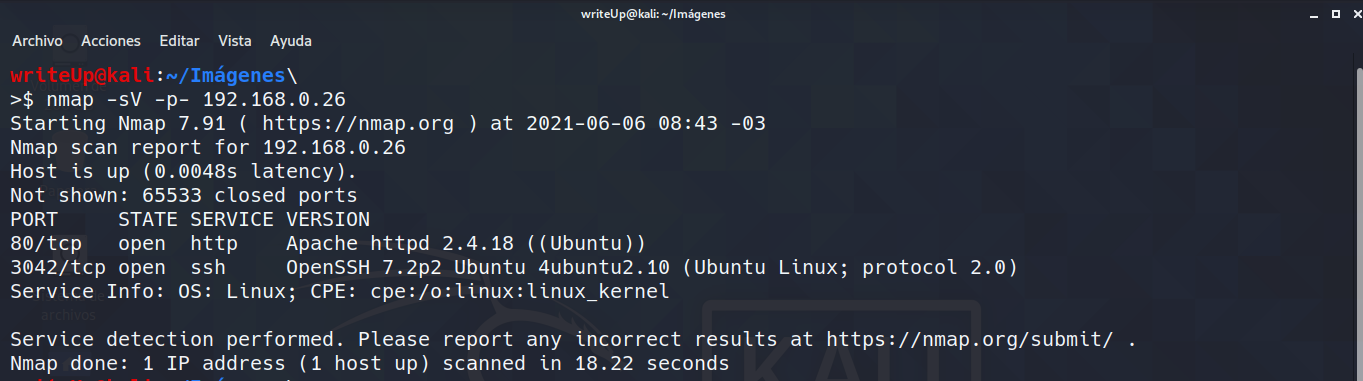 writeUp@kali:~/Imágenes
Archivo Acciones Editar Vista Ayuda
writeUp@kali:~/Imágenes\
>$ nmap -sV -p- 192.168.0.26
Starting Nmap 7.91 ( https://nmap.org ) at 2021-06-06 08:43 -03
Nmap scan report for 192.168.0.26
Host is up (0.0048s latency).
Not shown: 65533 closed ports
PORT     STATE SERVICE VERSION
80/tcp   open  http    Apache httpd 2.4.18 ((Ubuntu))
3042/tcp open  ssh     OpenSSH 7.2p2 Ubuntu 4ubuntu2.10 (Ubuntu Linux; protocol 2.0)
Service Info: OS: Linux; CPE: cpe:/o:linux:linux_kernel
archivos
Service detection performed. Please report any incorrect results at https://nmap.org/submit/ .
Nmap done: 1 IP address (1 host up) scanned in 18.22 seconds
KALI